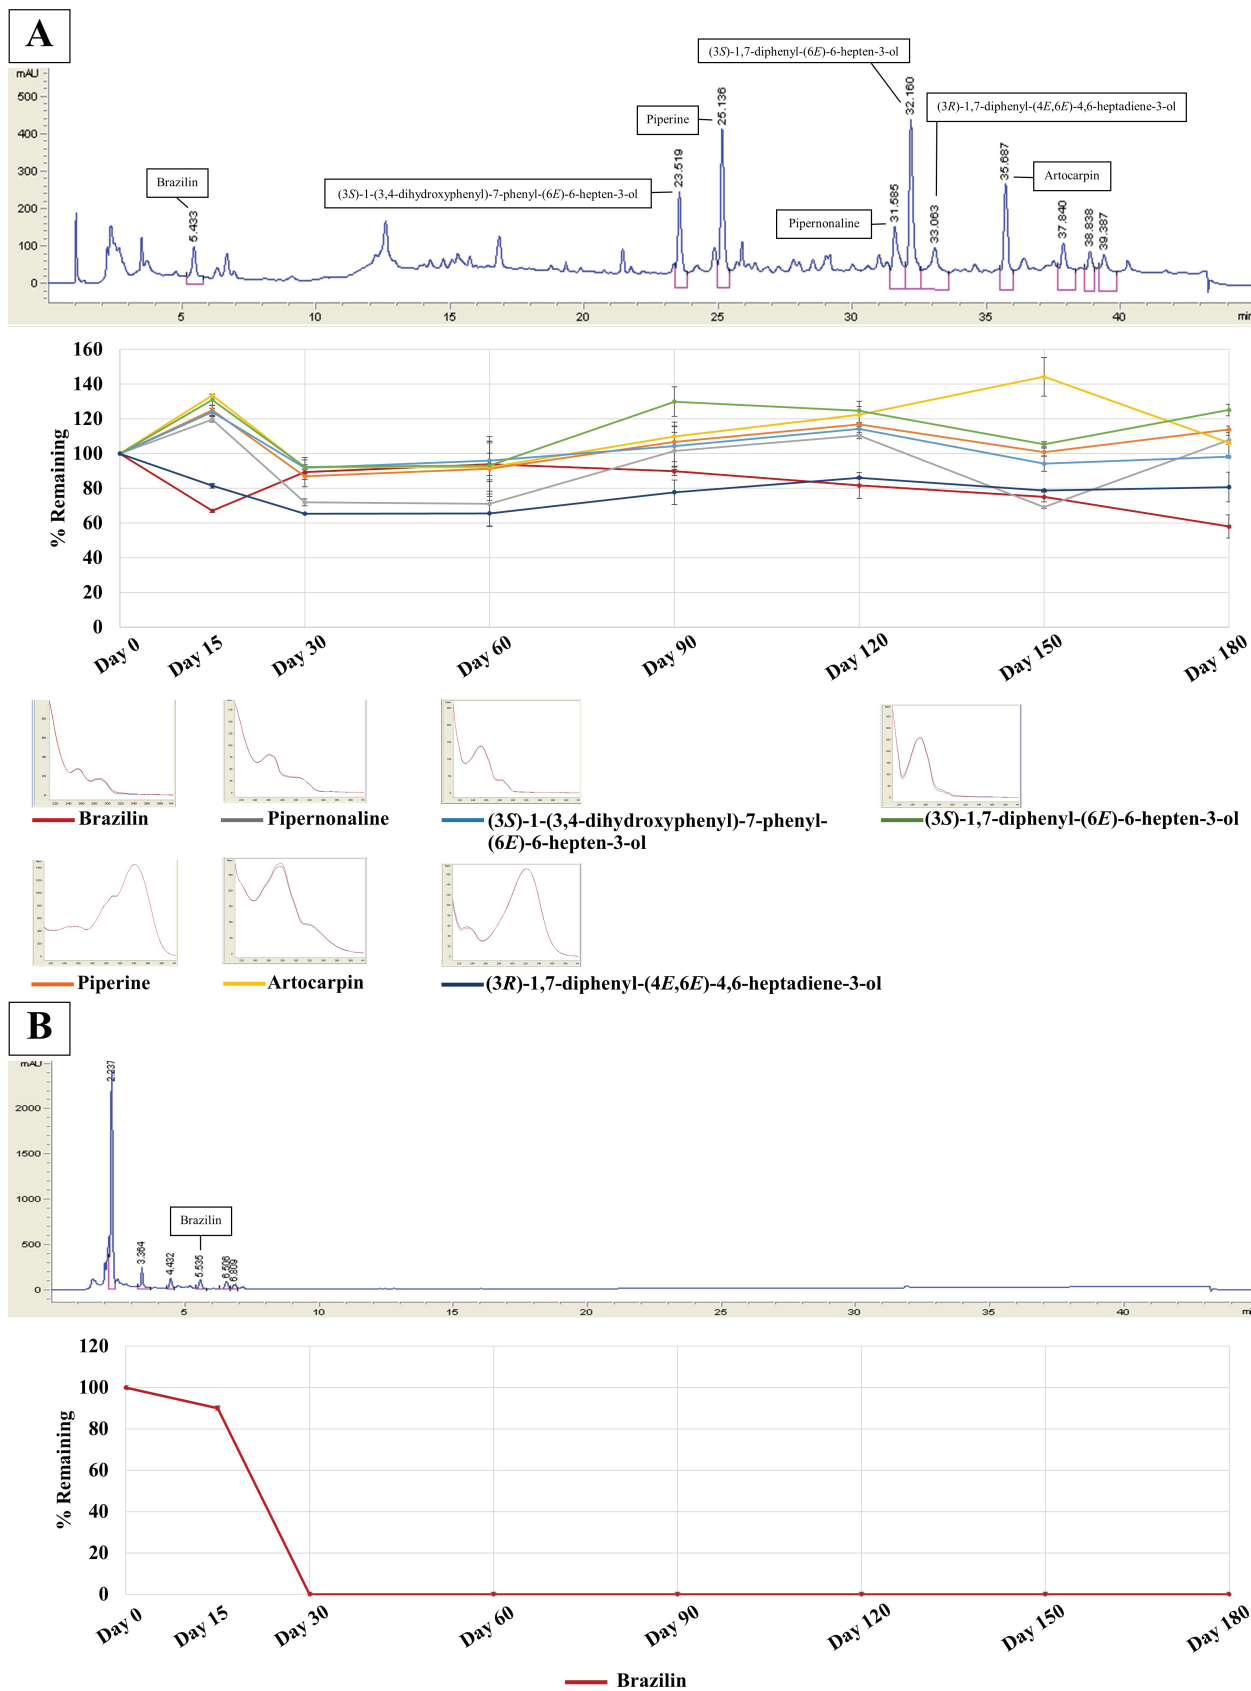 A
mAU
500
400
300
200
100
0
5
10
15
20
25
30
35
40
min
Brazilin
5.433
(3S)-1-(3,4-dihydroxyphenyl)-7-phenyl-(6E)-6-hepten-3-ol
23.519
Piperine
25.136
(3S)-1,7-diphenyl-(6E)-6-hepten-3-ol
Pipernonaline
31.585
32.160
(3R)-1,7-diphenyl-(4E,6E)-4,6-heptadiene-3-ol
33.063
35.687
Artocarpin
37.840
38.838
39.387
% Remaining
160
140
120
100
80
60
40
20
0
Day 0
Day 15
Day 30
Day 60
Day 90
Day 120
Day 150
Day 180
Brazilin
Pipernonaline
(3S)-1-(3,4-dihydroxyphenyl)-7-phenyl-
(6E)-6-hepten-3-ol
(3S)-1,7-diphenyl-(6E)-6-hepten-3-ol
Piperine
Artocarpin
(3R)-1,7-diphenyl-(4E,6E)-4,6-heptadiene-3-ol
B
mAU
2000
1500
1000
500
0
5
10
15
20
25
30
35
40
2.237
3.364
4.432
Brazilin
5.535
6.506
6.809
% Remaining
120
100
80
60
40
20
0
Day 0
Day 15
Day 30
Day 60
Day 90
Day 120
Day 150
Day 180
Brazilin